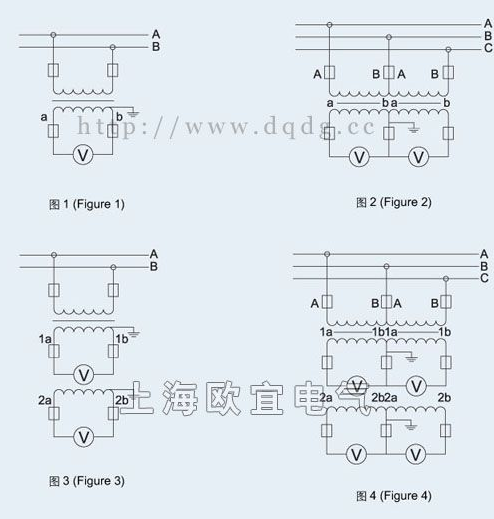 A
B
a
b
V
图1 (Figure 1)
A
B
C
A
B
A
B
a
b
a
b
V
V
图2 (Figure 2)
http://www.dqdg.cc
A
B
1a
1b
V
2a
2b
V
图3 (Figure 3)
A
B
C
A
B
A
B
1a
1b
1a
1b
V
V
2a
2b
2a
2b
V
V
图4 (Figure 4)
上海欧宜电气